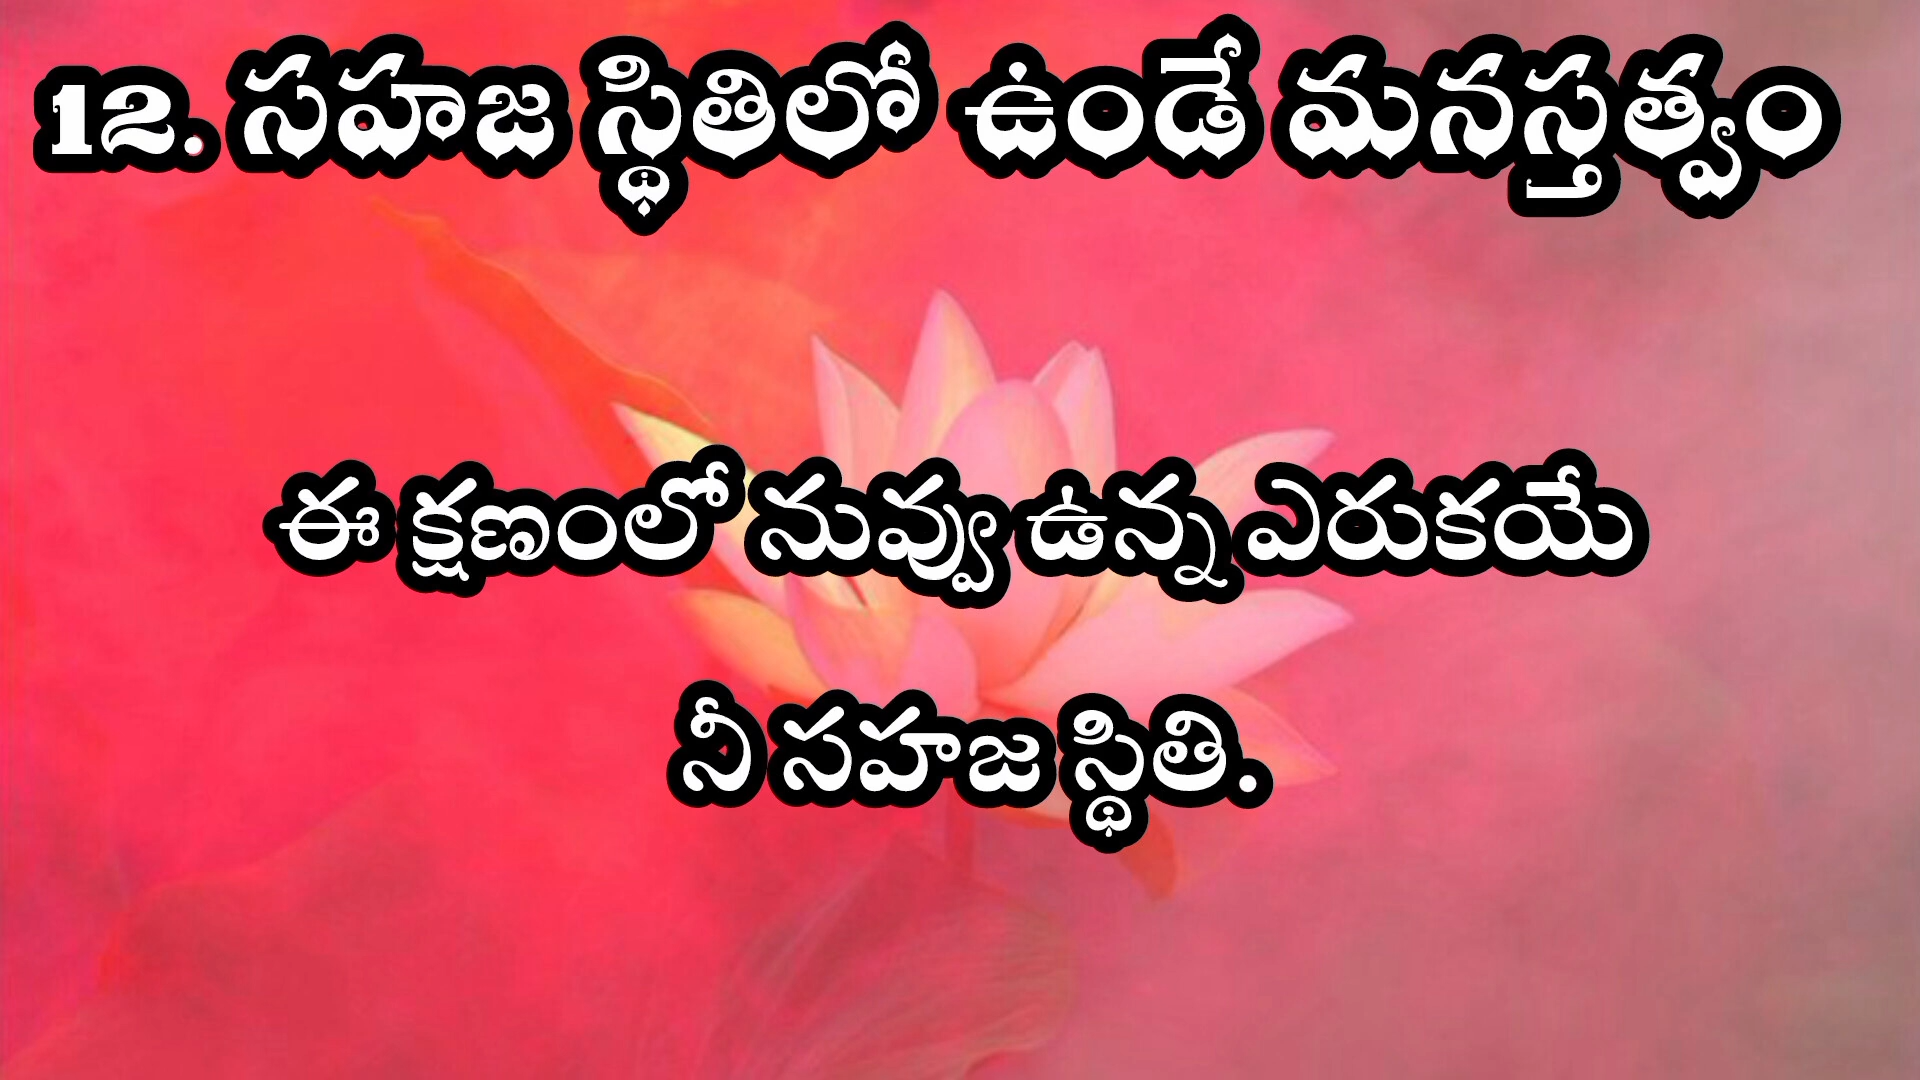 12. సహజ స్థితిలో ఉండే మనస్తత్వం
ఈ క్షణంలో నువ్వు ఉన్న ఎరుకయే
నీ సహజ స్థితి.